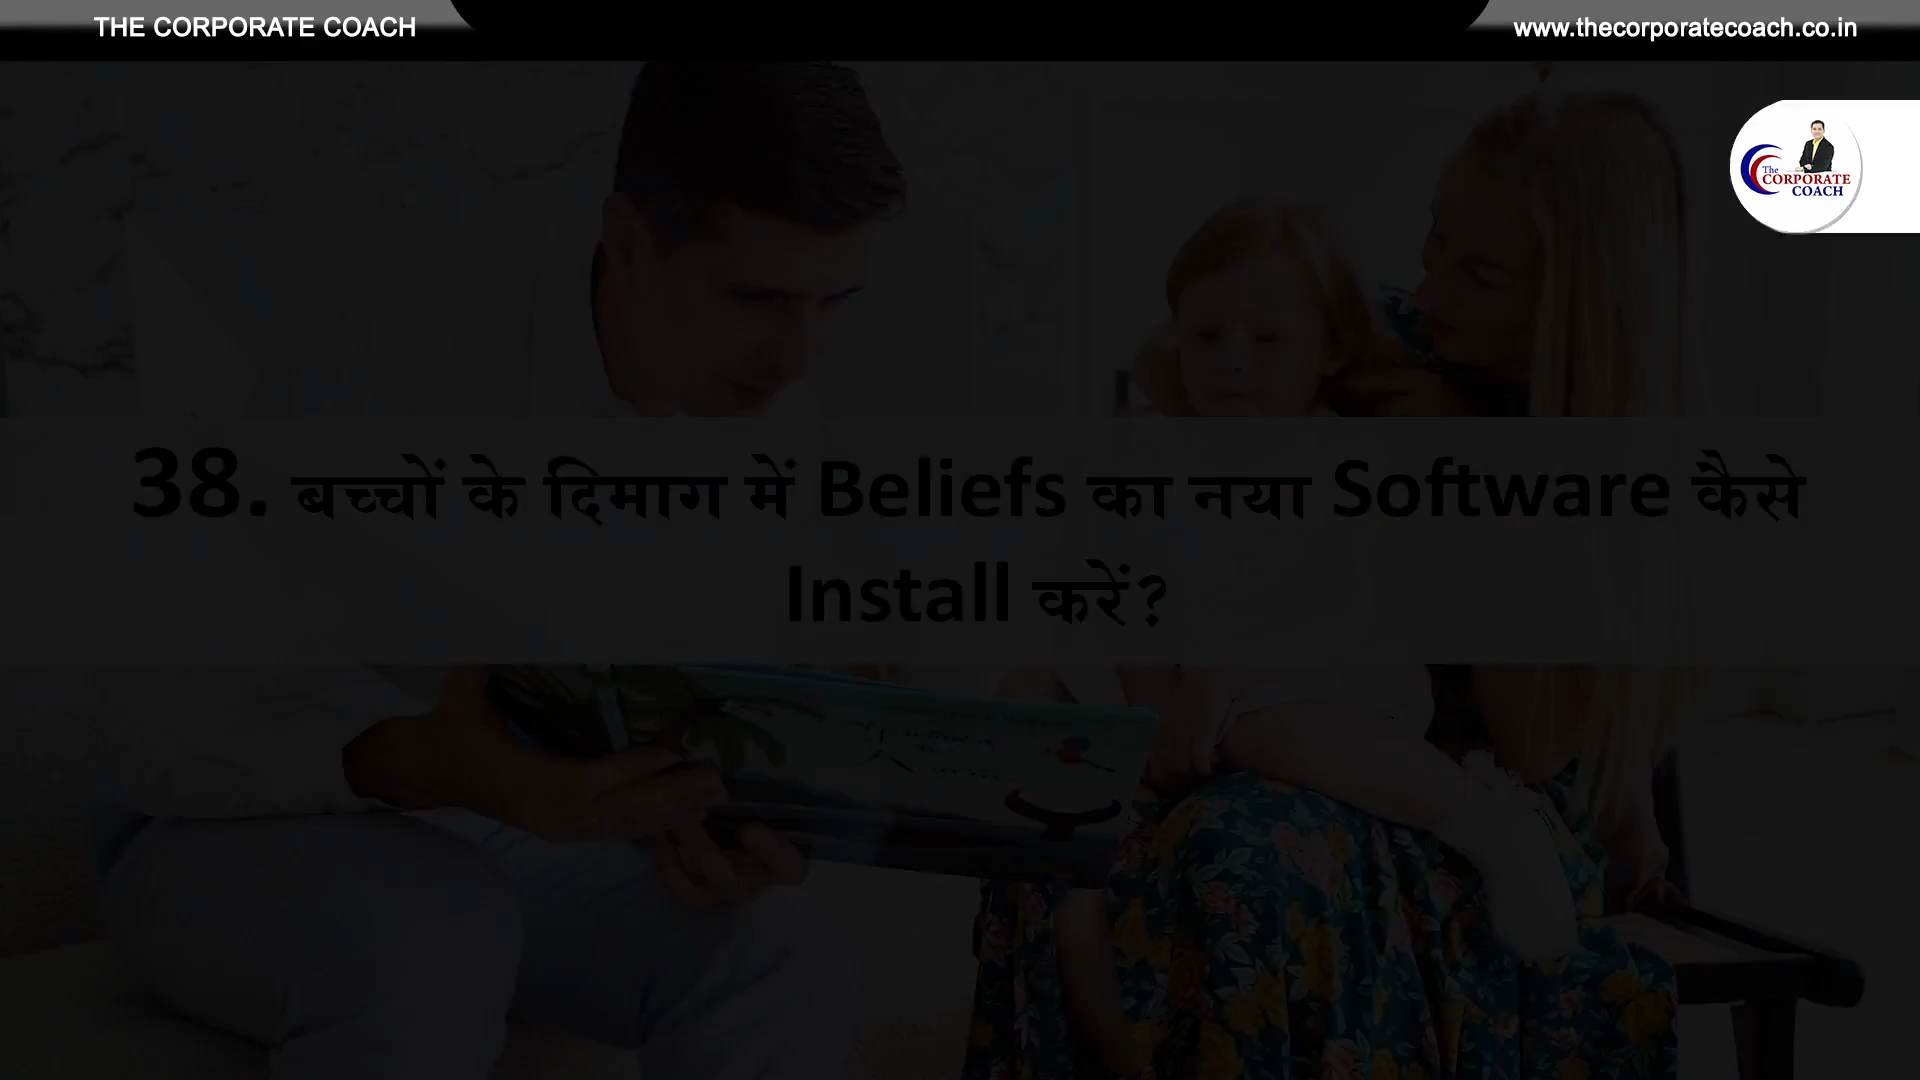 THE CORPORATE COACH
www.thecorporatecoach.co.in
The
CORPORATE
COACH
38. बच्चों के दिमाग में Beliefs का नया Software कैसे
Install करें?